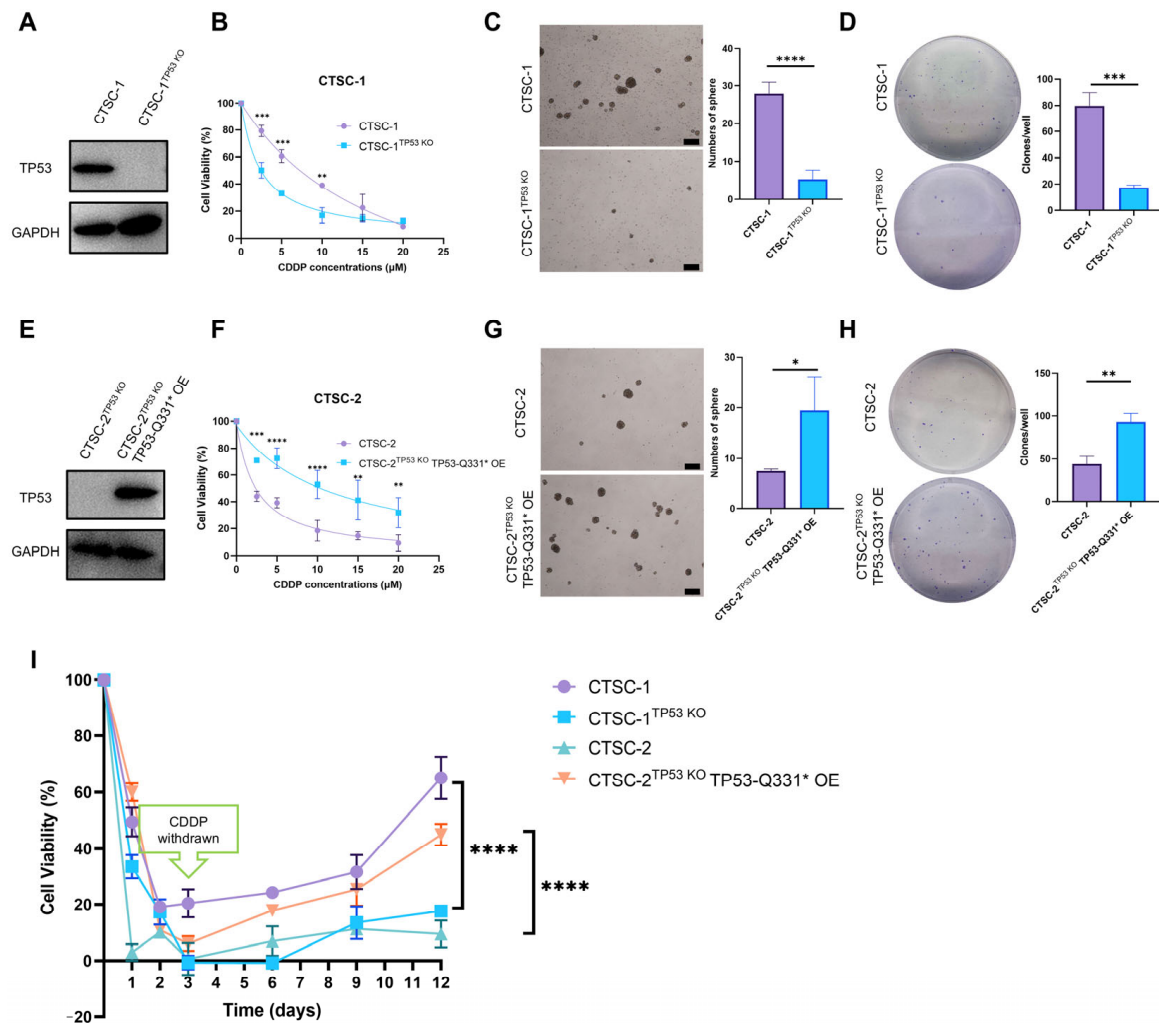 A
CTSC-1
CTSC-1TP53 KO
TP53
GAPDH
B
CTSC-1
Cell Viability (%)
100
80
60
40
20
0
***
***
**
CTSC-1
CTSC-1TP53 KO
0 5 10 15 20 25
CDDP concentrations (μM)
C
CTSC-1
CTSC-1TP53 KO
Numbers of sphere
40
30
20
10
0
****
CTSC-1
CTSC-1TP53 KO
D
CTSC-1
CTSC-1TP53 KO
Clones/well
100
80
60
40
20
0
***
CTSC-1
CTSC-1TP53 KO
E
CTSC-2TP53 KO
CTSC-2TP53 KO
TP53-Q331* OE
TP53
GAPDH
F
CTSC-2
Cell Viability (%)
100
80
60
40
20
0
***
****
****
**
**
CTSC-2
CTSC-2TP53 KO TP53-Q331* OE
0 5 10 15 20 25
CDDP concentrations (μM)
G
CTSC-2
CTSC-2TP53 KO
TP53-Q331* OE
Numbers of sphere
30
20
10
0
*
CTSC-2
CTSC-2TP53 KO TP53-Q331* OE
H
CTSC-2
CTSC-2TP53 KO
TP53-Q331* OE
Clones/well
150
100
50
0
**
CTSC-2
CTSC-2TP53 KO TP53-Q331* OE
I
Cell Viability (%)
100
80
60
40
20
0
-20
CDDP
withdrawn
****
****
1 2 3 4 5 6 7 8 9 10 11 12
Time (days)
CTSC-1
CTSC-1TP53 KO
CTSC-2
CTSC-2TP53 KO TP53-Q331* OE